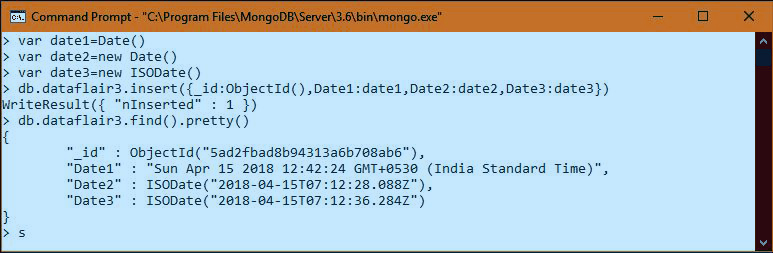 Command Prompt - "C:\Program Files\MongoDB\Server\3.6\bin\mongo.exe"
> var date1=Date()
> var date2=new Date()
> var date3=new ISODate()
> db.dataflair3.insert({_id:ObjectId(),Date1:date1,Date2:date2,Date3:date3})
WriteResult({ "nInserted" : 1 })
> db.dataflair3.find().pretty()
{
        "_id" : ObjectId("5ad2fbad8b94313a6b708ab6"),
        "Date1" : "Sun Apr 15 2018 12:42:24 GMT+0530 (India Standard Time)",
        "Date2" : ISODate("2018-04-15T07:12:28.088Z"),
        "Date3" : ISODate("2018-04-15T07:12:36.284Z")
}
> s